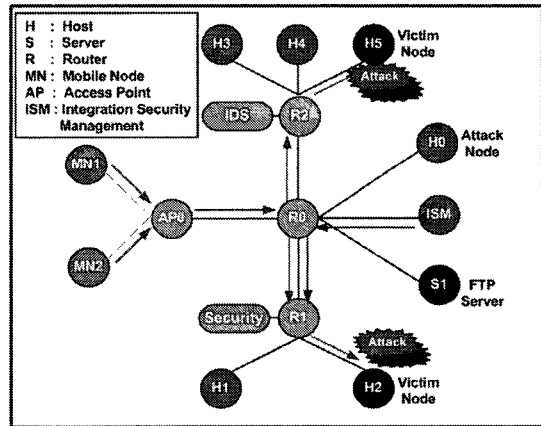 H : Host
S : Server
R : Router
MN : Mobile Node
AP : Access Point
ISM : Integration Security
Management
H3
H4
H5
Victim
Node
Attack
IDS
R2
H0
Attack
Node
MN1
AP0
R0
ISM
MN2
S1
FTP
Server
Security
R1
Attack
H1
H2
Victim
Node